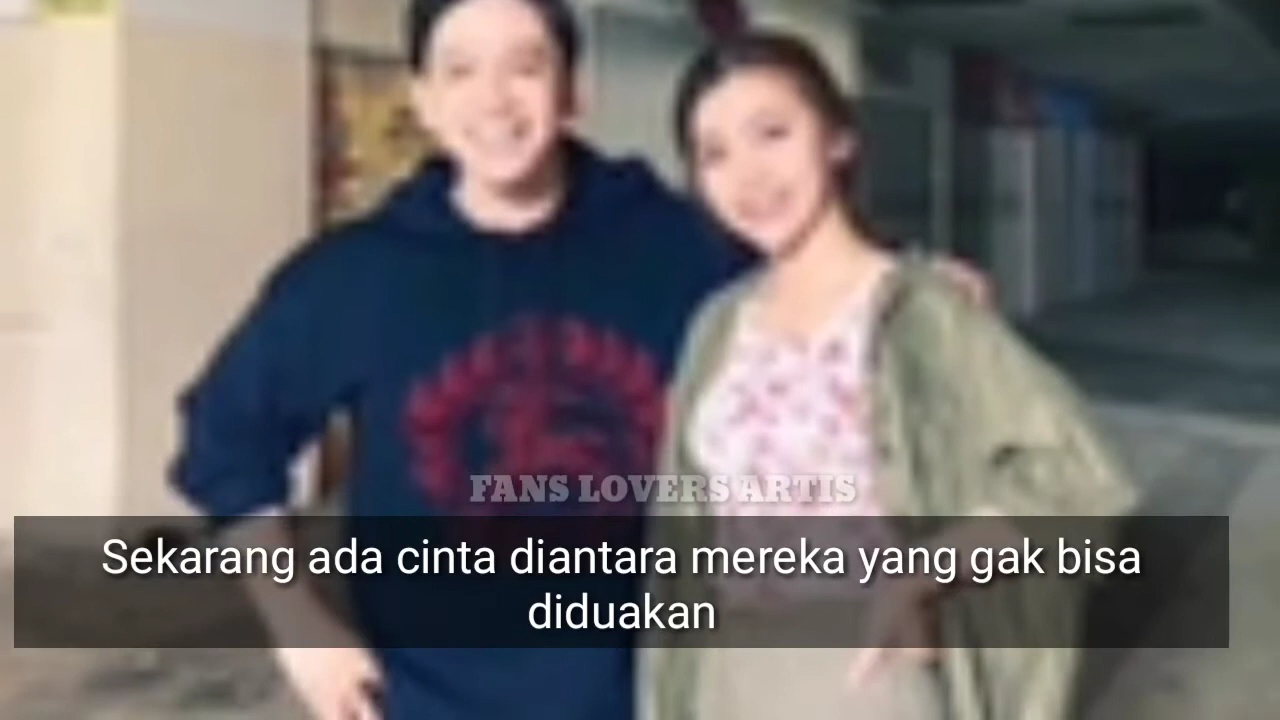 FANS LOVERS ARTIS
Sekarang ada cinta diantara mereka yang gak bisa
diduakan